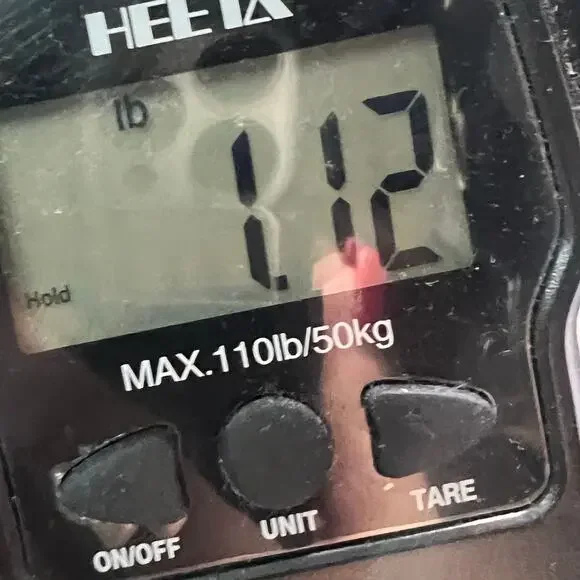 HEETA
lb
1.12
Hold
MAX.110lb/50kg
ON/OFF
UNIT
TARE